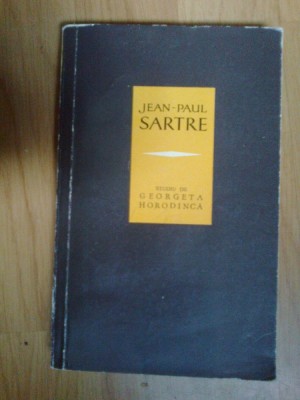 JEAN-PAUL
SARTRE
STUDIU DE
GEORGETA
HORODINCĂ